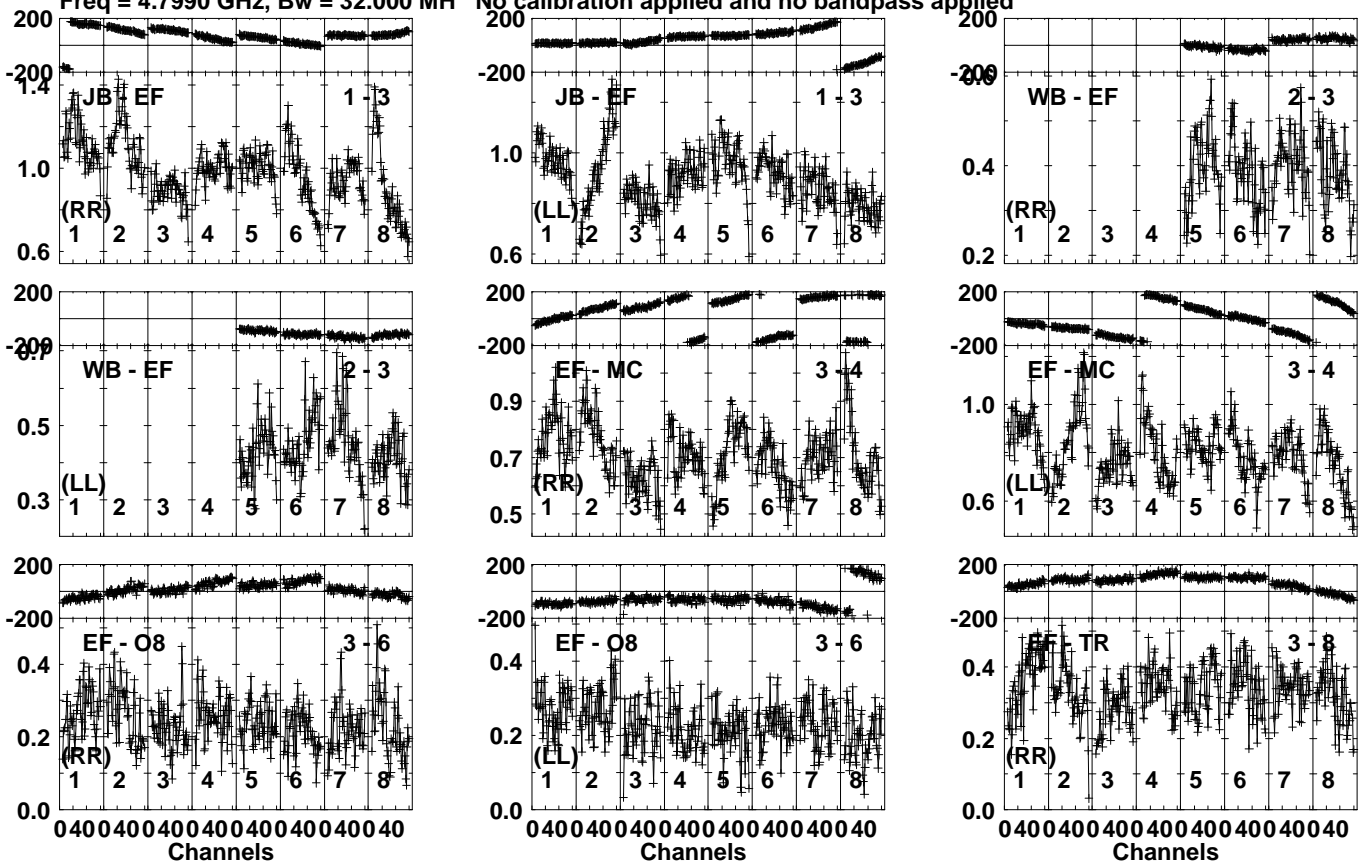 Freq = 4.7990 GHz, Bw = 32.000 MH No calibration applied and no bandpass applied
200 200 200
-200 -200 -200
1.4 JB - EF 1 - 3 JB - EF 1 - 3 0.6 WB - EF 2 - 3
1.0 1.0 0.4
(RR) (LL) (RR)
1 2 3 4 5 6 7 8 1 2 3 4 5 6 7 8 1 2 3 4 5 6 7 8
0.6 0.6 0.2
200 200 200
-200 -200 -200
0.7 WB - EF 2 - 3 EF - MC 3 - 4 EF - MC 3 - 4
0.5 0.9 1.0
0.7
(LL) (RR) (LL)
0.3 0.6
1 2 3 4 5 6 7 8 1 2 3 4 5 6 7 8 1 2 3 4 5 6 7 8
0.5
200 200 200
-200 -200 -200
EF - O8 3 - 6 EF - O8 3 - 6 EF - TR 3 - 8
0.4 0.4 0.4
0.2 0.2 0.2
(RR) (LL) (RR)
1 2 3 4 5 6 7 8 1 2 3 4 5 6 7 8 1 2 3 4 5 6 7 8
0.0 0.0 0.0
0 40 0 40 0 40 0 40 0 40 0 40 0 40 0 40 0 40 0 40 0 40 0 40 0 40 0 40 0 40 0 40 0 40 0 40 0 40 0 40 0 40 0 40 0 40 0 40
Channels Channels Channels